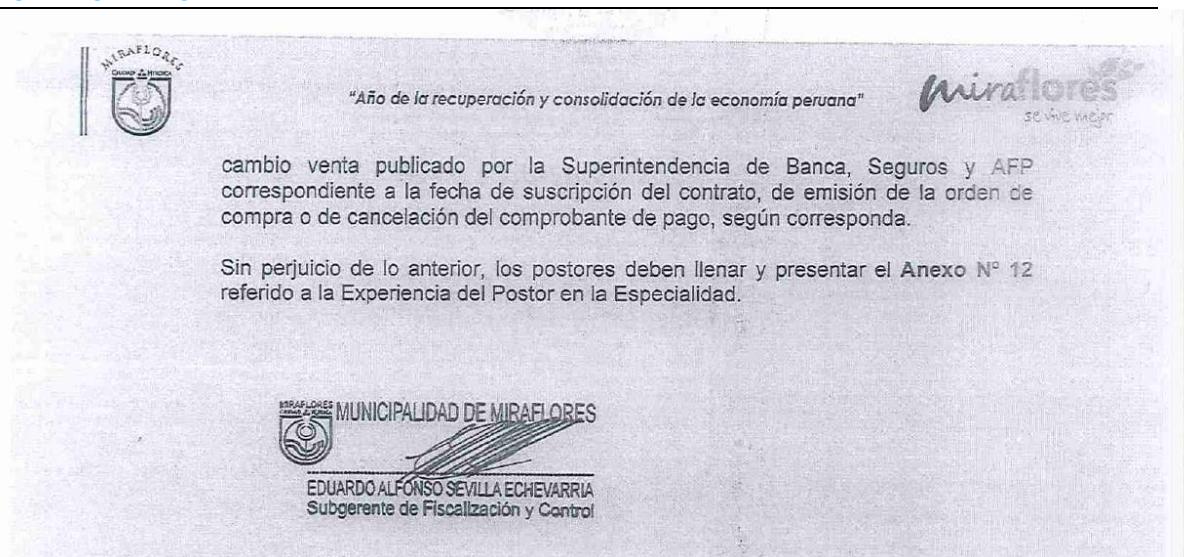 MIRAFLORES
CIUDAD HEROICA
"Año de la recuperación y consolidación de la economía peruana"
miraflores
se vive mejor
cambio venta publicado por la Superintendencia de Banca, Seguros y AFP
correspondiente a la fecha de suscripción del contrato, de emisión de la orden de
compra o de cancelación del comprobante de pago, según corresponda.
Sin perjuicio de lo anterior, los postores deben llenar y presentar el Anexo Nº 12
referido a la Experiencia del Postor en la Especialidad.
MIRAFLORES
MUNICIPALIDAD DE MIRAFLORES
EDUARDO ALFONSO SEVILLA ECHEVARRIA
Subgerente de Fiscalización y Control